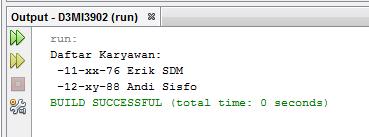 Output - D3MI3902 (run)
run:
Daftar Karyawan:
-11-xx-76 Erik SDM
-12-xy-88 Andi Sisfo
BUILD SUCCESSFUL (total time: 0 seconds)